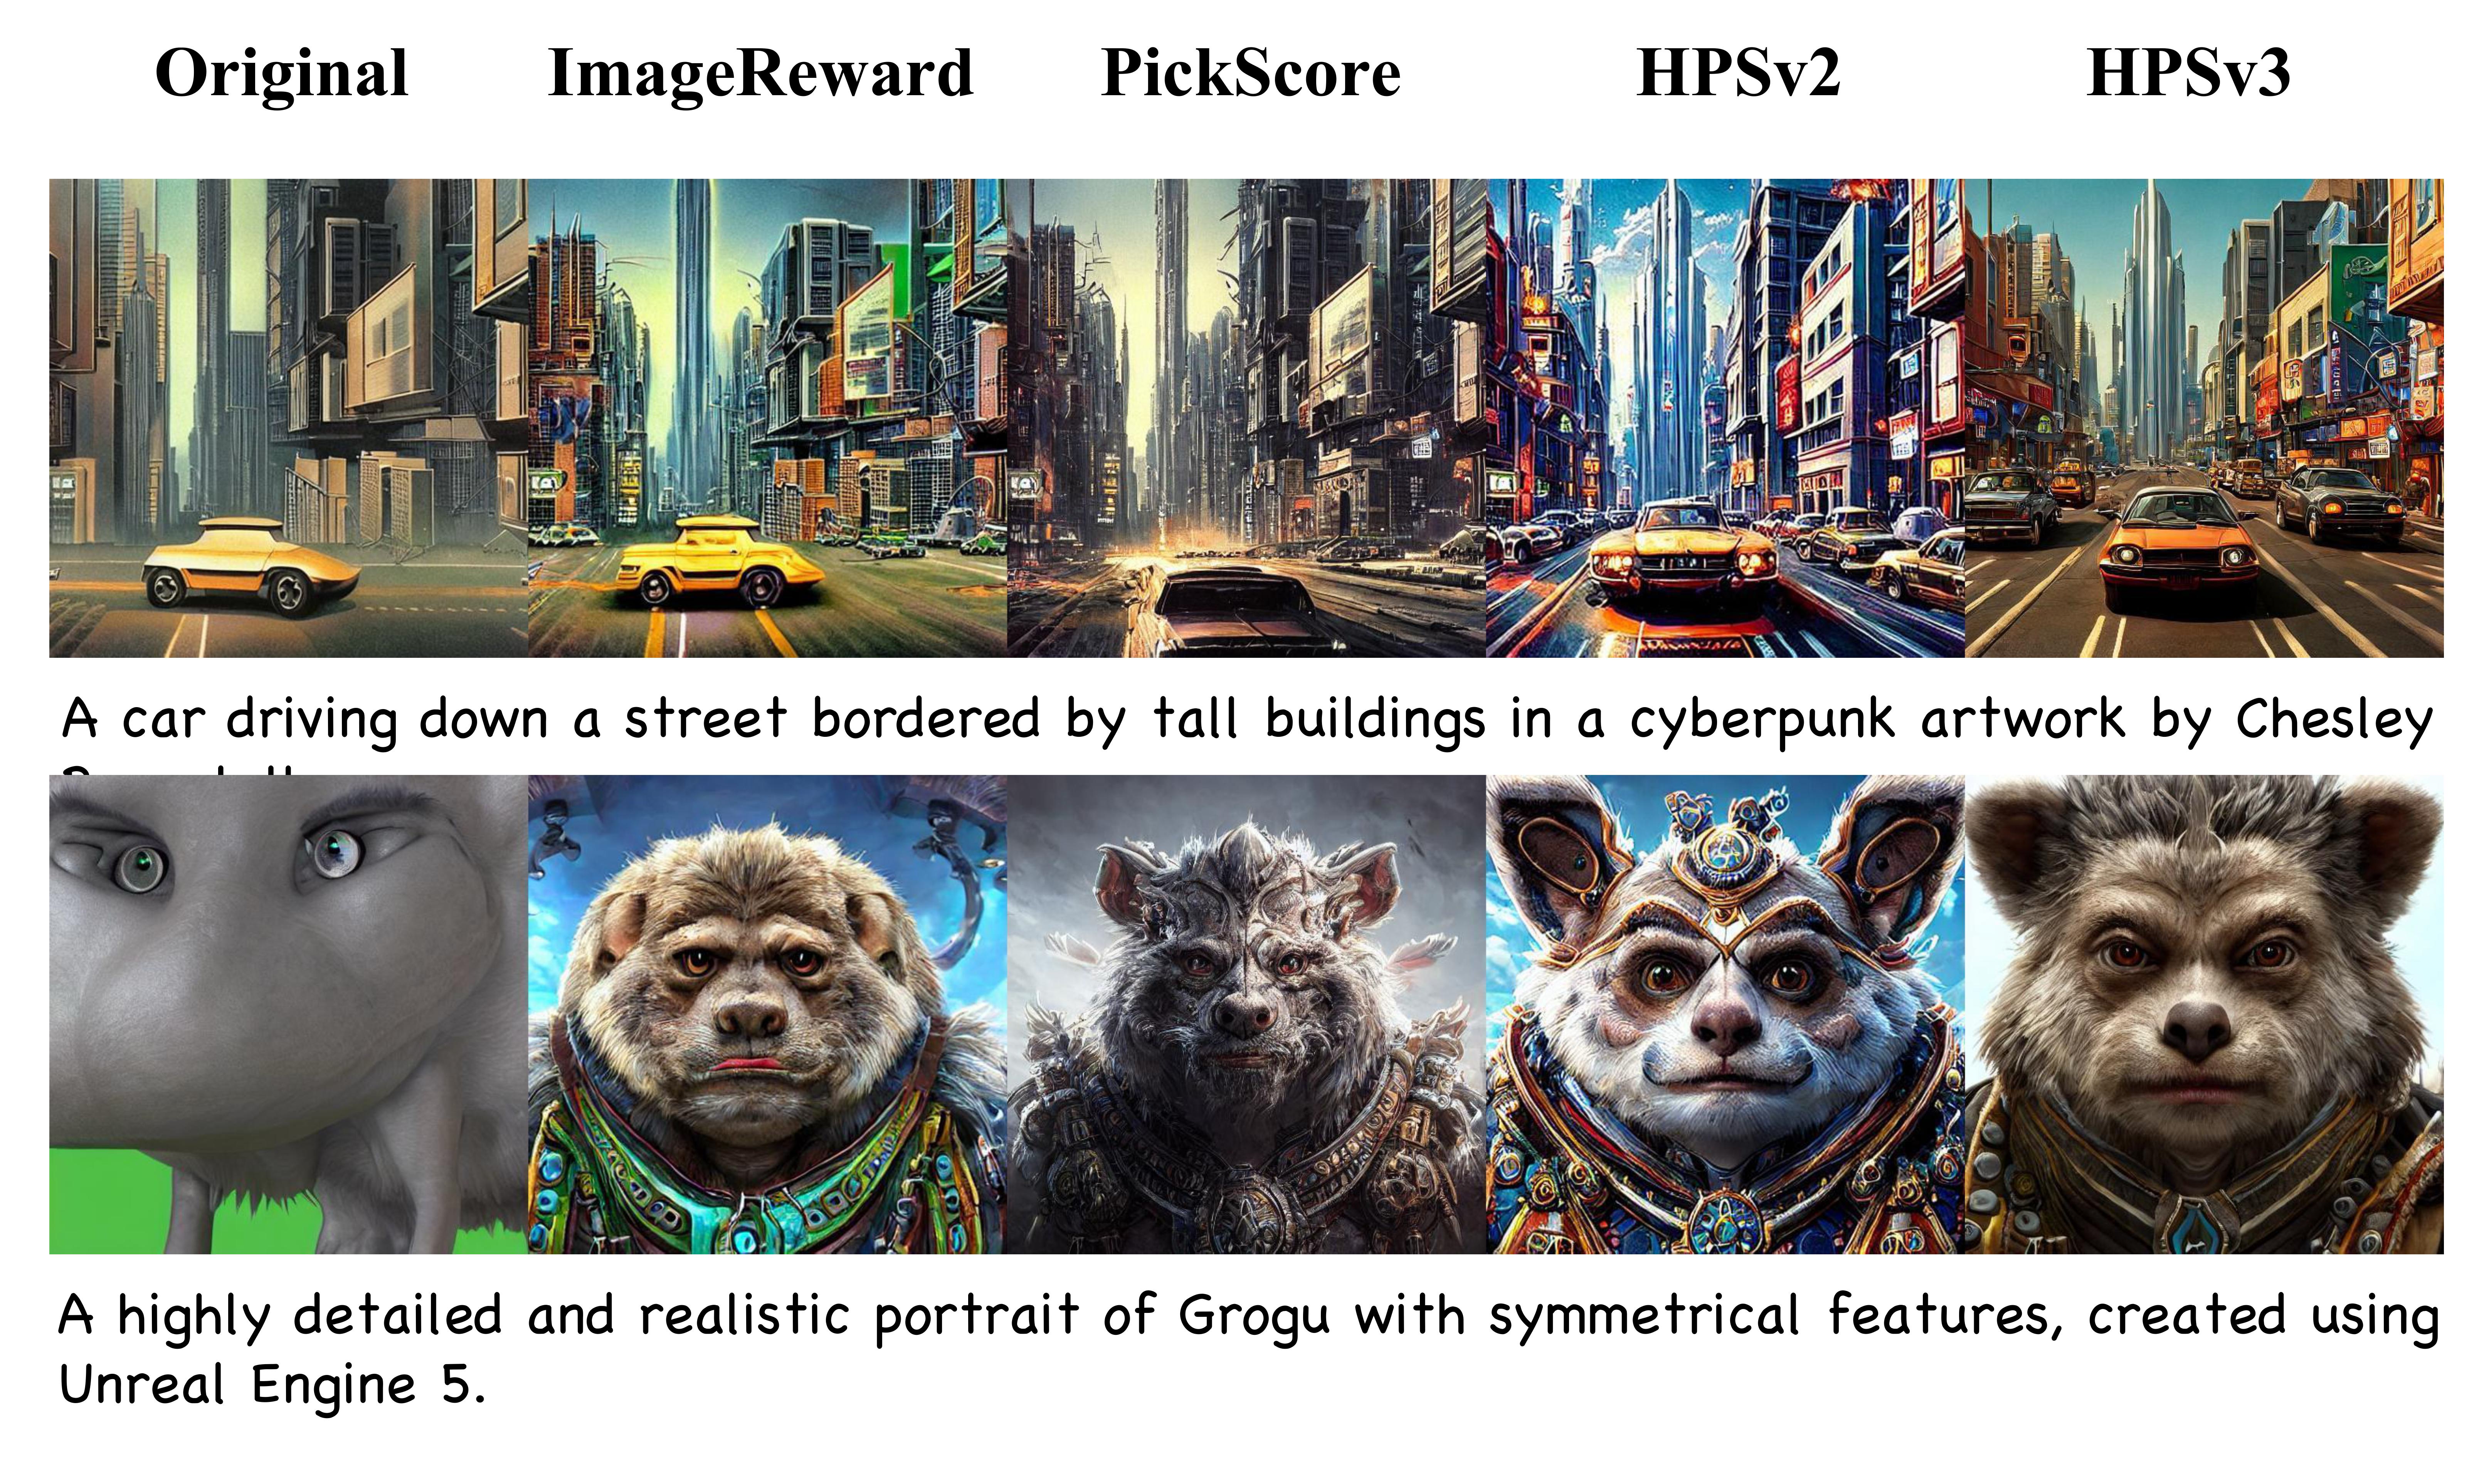 Original ImageReward PickScore HPSv2 HPSv3
A car driving down a street bordered by tall buildings in a cyberpunk artwork by Chesley
A highly detailed and realistic portrait of Grogu with symmetrical features, created using
Unreal Engine 5.